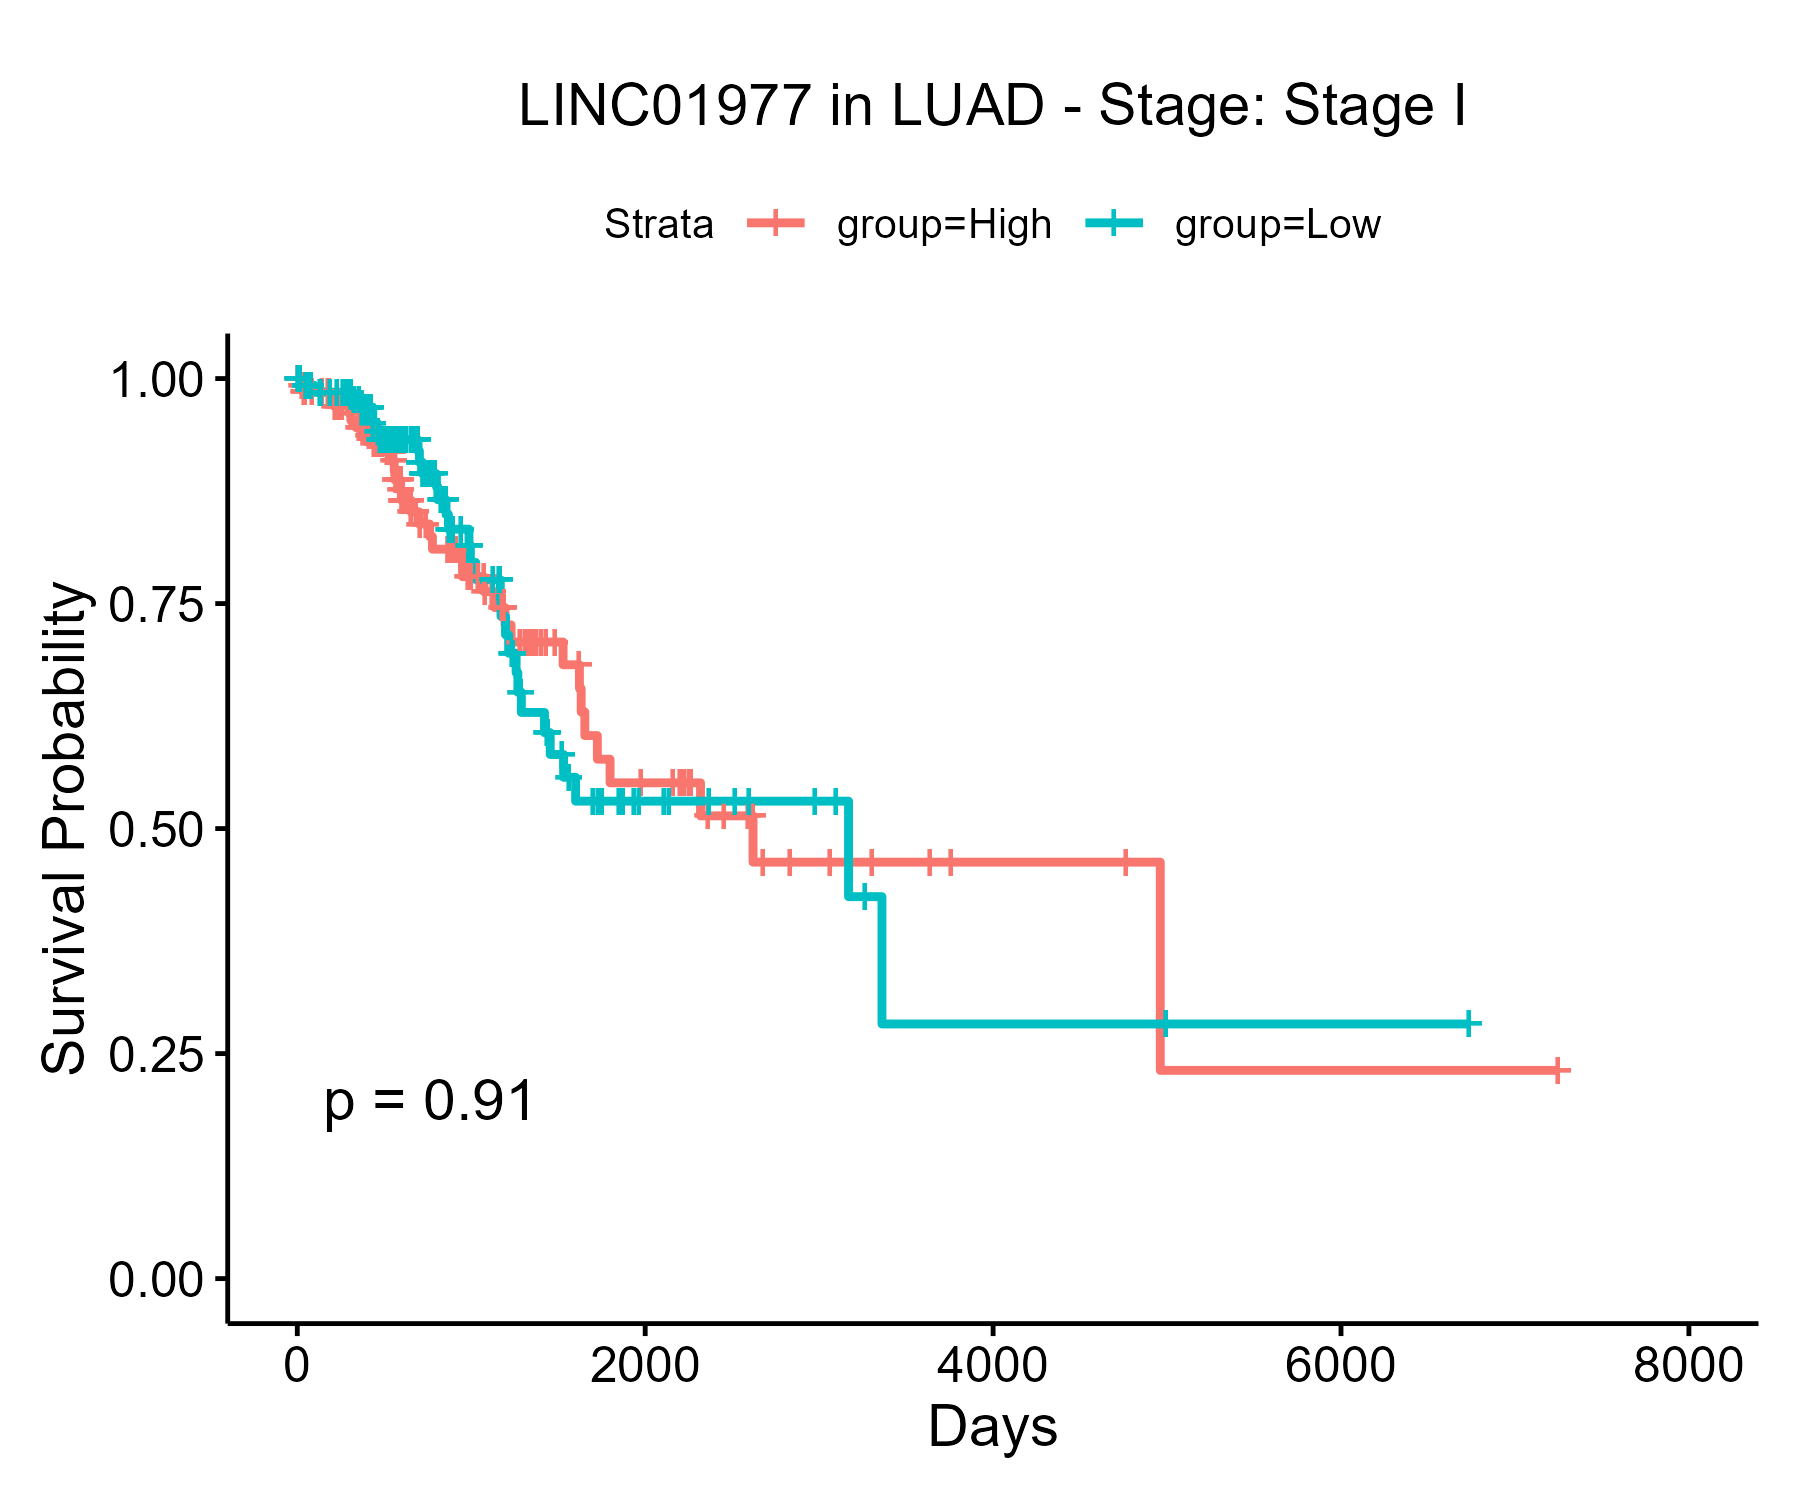 LINC01977 in LUAD - Stage: Stage I
Strata group=High group=Low
Survival Probability
1.00
0.75
0.50
0.25
0.00
p = 0.91
0 2000 4000 6000 8000
Days